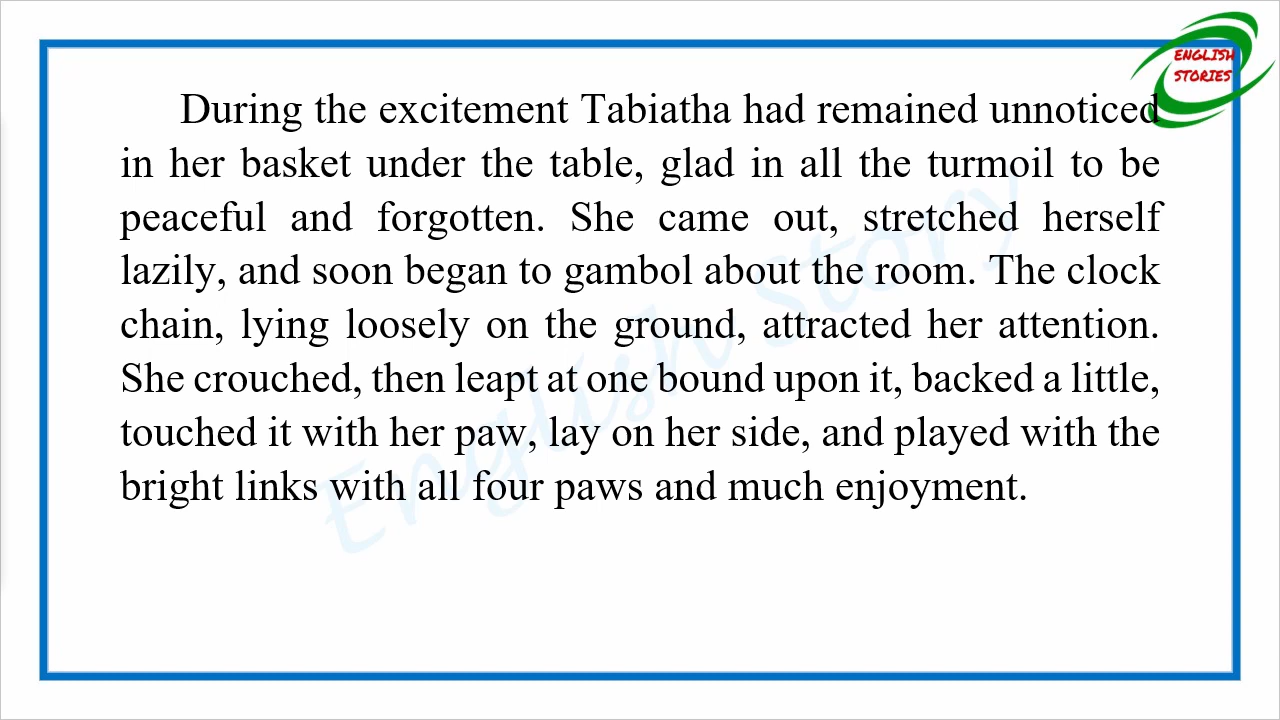 ENGLISH
STORIES
During the excitement Tabiatha had remained unnoticed
in her basket under the table, glad in all the turmoil to be
peaceful and forgotten. She came out, stretched herself
lazily, and soon began to gambol about the room. The clock
chain, lying loosely on the ground, attracted her attention.
She crouched, then leapt at one bound upon it, backed a little,
touched it with her paw, lay on her side, and played with the
bright links with all four paws and much enjoyment.
English Story